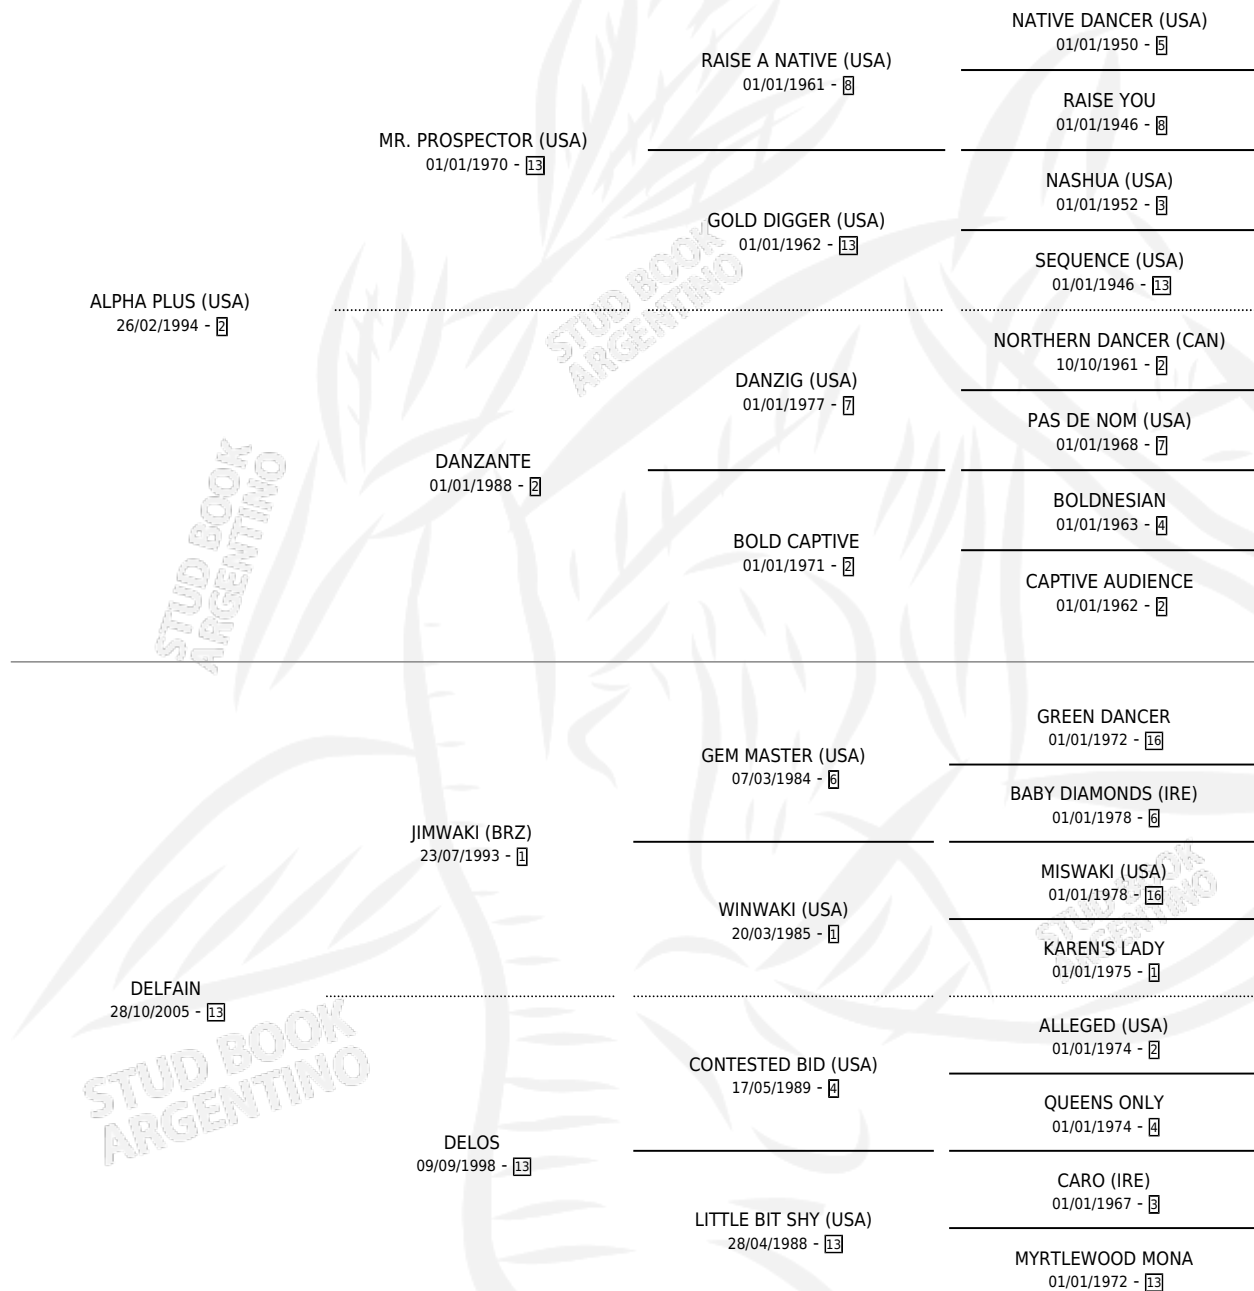 NATIVE DANCER (USA)
01/01/1950 - 5
RAISE A NATIVE (USA)
01/01/1961 - 8
RAISE YOU
01/01/1946 - 8
MR. PROSPECTOR (USA)
01/01/1970 - 13
NASHUA (USA)
01/01/1952 - 3
GOLD DIGGER (USA)
01/01/1962 - 13
SEQUENCE (USA)
01/01/1946 - 13
ALPHA PLUS (USA)
26/02/1994 - 2
STUD BOOK
ARGENTINO
NORTHERN DANCER (CAN)
10/10/1961 - 2
DANZIG (USA)
01/01/1977 - 7
PAS DE NOM (USA)
01/01/1968 - 7
DANZANTE
01/01/1988 - 2
BOLDNESIAN
01/01/1963 - 4
BOLD CAPTIVE
01/01/1971 - 2
CAPTIVE AUDIENCE
01/01/1962 - 2
STUD BOOK
ARGENTINO
GREEN DANCER
01/01/1972 - 16
GEM MASTER (USA)
07/03/1984 - 6
BABY DIAMONDS (IRE)
01/01/1978 - 6
JIMWAKI (BRZ)
23/07/1993 - 1
MISWAKI (USA)
01/01/1978 - 16
WINWAKI (USA)
20/03/1985 - 1
STUD BOOK
ARGENTINO
KAREN'S LADY
01/01/1975 - 1
DELFAIN
28/10/2005 - 13
ALLEGED (USA)
01/01/1974 - 2
CONTESTED BID (USA)
17/05/1989 - 4
QUEENS ONLY
01/01/1974 - 4
STUD BOOK
ARGENTINO
DELOS
09/09/1998 - 13
CARO (IRE)
01/01/1967 - 3
LITTLE BIT SHY (USA)
28/04/1988 - 13
MYRTLEWOOD MONA
01/01/1972 - 13